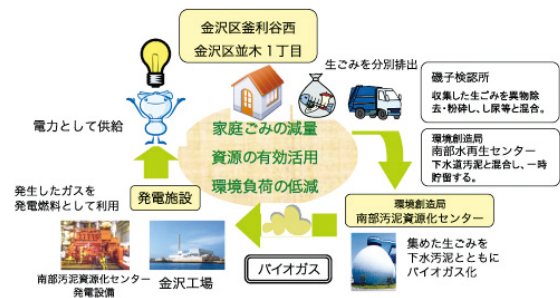 金沢区釜利谷西
金沢区並木1丁目
生ごみを分別排出
磯子検認所
収集した生ごみを異物除
去・粉砕し、し尿等と混合。
環境創造局
南部水再生センター
下水道汚泥と混合し、一時
貯留する。
環境創造局
南部汚泥資源化センター
集めた生ごみを
下水汚泥とともに
バイオガス化
バイオガス
発電施設
発生したガスを
発電燃料として利用
南部汚泥資源化センター
発電設備
金沢工場
電力として供給
家庭ごみの減量
資源の有効活用
環境負荷の低減